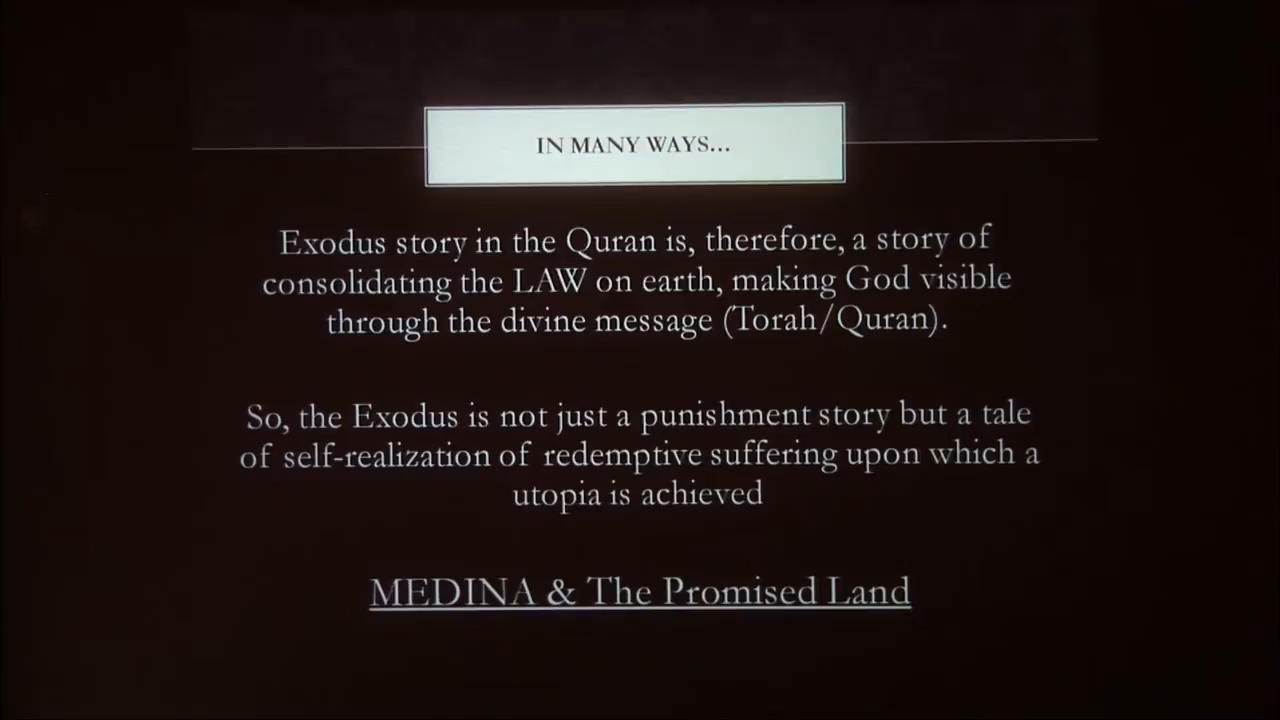 IN MANY WAYS...
Exodus story in the Quran is, therefore, a story of
consolidating the LAW on earth, making God visible
through the divine message (Torah/Quran).
So, the Exodus is not just a punishment story but a tale
of self-realization of redemptive suffering upon which a
utopia is achieved
MEDINA & The Promised Land